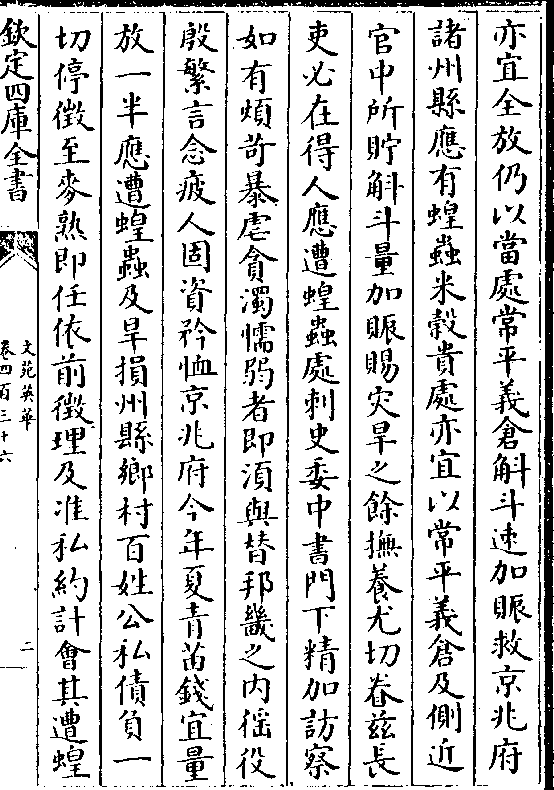 亦宜全放仍以當處常平義倉斛斗速加賑救京兆府
諸州縣應有蝗蟲米穀貴處亦宜以常平義倉及側近
官中所貯斛斗量加賑賜災旱之餘撫養尤切眷兹長
吏必在得人應遭蝗蟲處刺史委中書門下精加訪察
如有煩苛暴虐貪濁懦弱者即須與替邦畿之内徭役
殷繁言念疲人固資矜恤京兆府今年夏青苗錢宜量
放一半應遭蝗蟲及旱損州縣鄉村百姓公私債負一
切停徵至麥熟即任依前徵理及准私約計會其遭蝗
欽定四庫全書
文苑英華
卷四百三十六
二